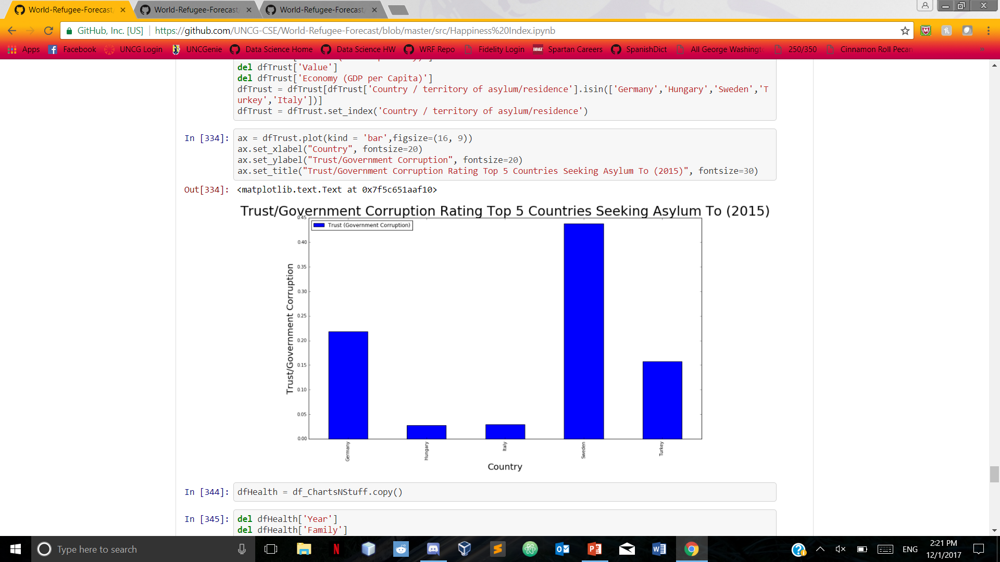 World-Refugee-Forecast
World-Refugee-Forecast
World-Refugee-Forecast
GitHub, Inc. [US]
https://github.com/UNCG-CSE/World-Refugee-Forecast/blob/master/src/Happiness%20Index.ipynb
Apps Facebook UNCG Login UNCGenie Data Science Home Data Science HW WRF Repo Fidelity Login BB&T Spartan Careers SpanishDict All George Washingt 250/350 Cinnamon Roll Pecan
del dfTrust['Value']
del dfTrust['Economy (GDP per Capita)']
dfTrust = dfTrust[dfTrust['Country / territory of asylum/residence'].isin(['Germany','Hungary','Sweden','T
urkey','Italy'])]
dfTrust = dfTrust.set_index('Country / territory of asylum/residence')
In [334]:
ax = dfTrust.plot(kind = 'bar',figsize=(16, 9))
ax.set_xlabel("Country", fontsize=20)
ax.set_ylabel("Trust/Government Corruption", fontsize=20)
ax.set_title("Trust/Government Corruption Rating Top 5 Countries Seeking Asylum To (2015)", fontsize=30)
Out[334]:
<matplotlib.text.Text at 0x7f5c651aaf10>
Trust/Government Corruption Rating Top 5 Countries Seeking Asylum To (2015)
Trust (Government Corruption)
0.45
0.40
0.35
0.30
0.25
0.20
0.15
0.10
0.05
0.00
Trust/Government Corruption
Germany
Hungary
Italy
Sweden
Turkey
Country
In [344]:
dfHealth = df_ChartsNStuff.copy()
In [345]:
del dfHealth['Year']
del dfHealth['Family']
Type here to search
ENG
2:21 PM
12/1/2017